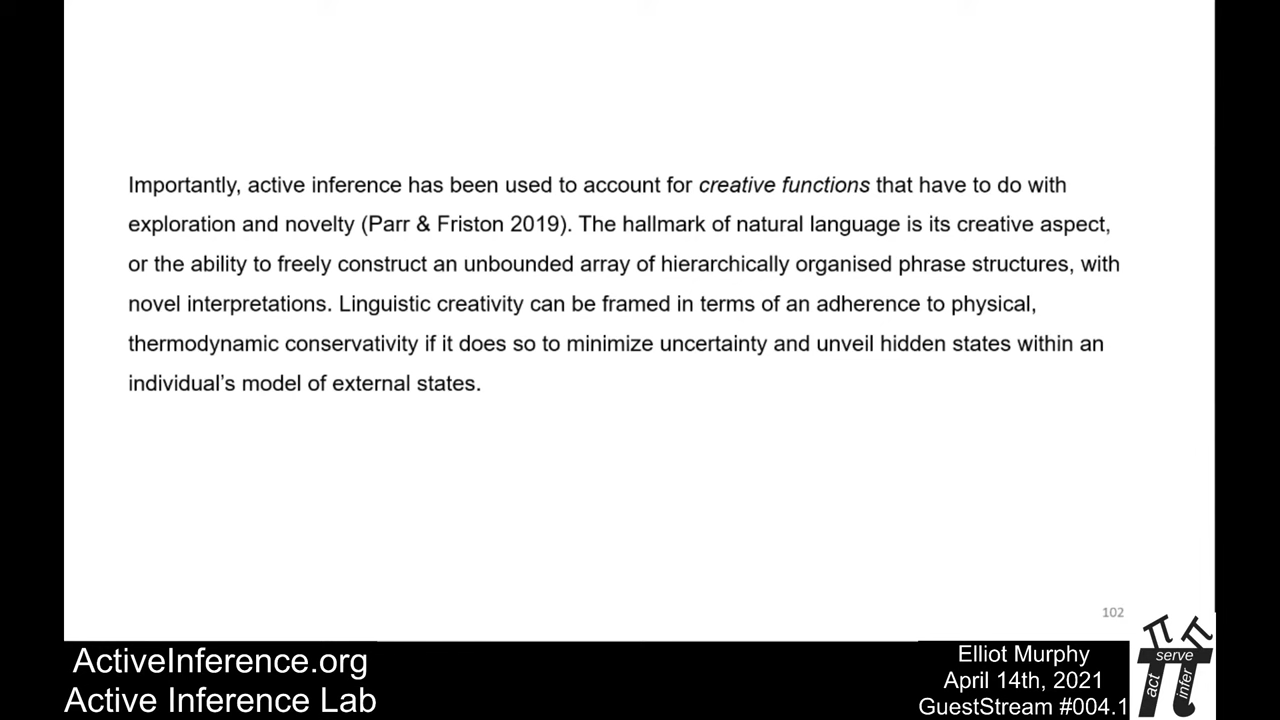 Importantly, active inference has been used to account for creative functions that have to do with
exploration and novelty (Parr & Friston 2019). The hallmark of natural language is its creative aspect,
or the ability to freely construct an unbounded array of hierarchically organised phrase structures, with
novel interpretations. Linguistic creativity can be framed in terms of an adherence to physical,
thermodynamic conservativity if it does so to minimize uncertainty and unveil hidden states within an
individual’s model of external states.
102
ActiveInference.org
Active Inference Lab
Elliot Murphy
April 14th, 2021
GuestStream #004.1
serve
act
infer